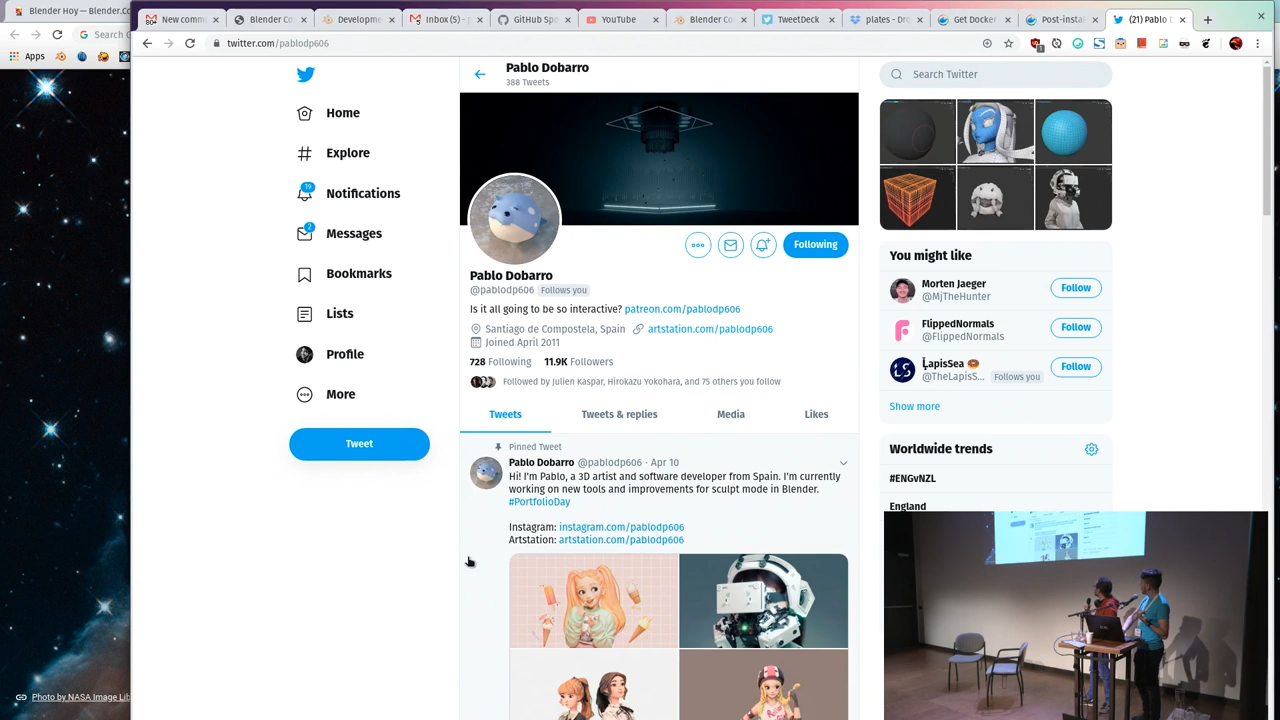 Blender Hoy — Blender.Co
New comm
Blender Co
Developme
Inbox (5) -
GitHub Spo
YouTube
Blender Co
TweetDeck
plates - Dro
Get Docker
Post-instal
(21) Pablo D
Search G
twitter.com/pablodp606
Apps
Home
Explore
19
Notifications
2
Messages
Bookmarks
Lists
Profile
More
Tweet
Pablo Dobarro
388 Tweets
Following
Pablo Dobarro
@pablodp606 Follows you
Is it all going to be so interactive? patreon.com/pablodp606
Santiago de Compostela, Spain artstation.com/pablodp606
Joined April 2011
728 Following 11.9K Followers
Followed by Julien Kaspar, Hirokazu Yokohara, and 75 others you follow
Tweets Tweets & replies Media Likes
Pinned Tweet
Pablo Dobarro @pablodp606 · Apr 10
Hi! I'm Pablo, a 3D artist and software developer from Spain. I'm currently
working on new tools and improvements for sculpt mode in Blender.
#PortfolioDay
Instagram: instagram.com/pablodp606
Artstation: artstation.com/pablodp606
Search Twitter
You might like
Morten Jaeger
@MjTheHunter
Follow
FlippedNormals
@FlippedNormals
Follow
LapisSea
@TheLapisS... Follows you
Follow
Show more
Worldwide trends
#ENGvNZL
England
Photo by NASA Image Lib